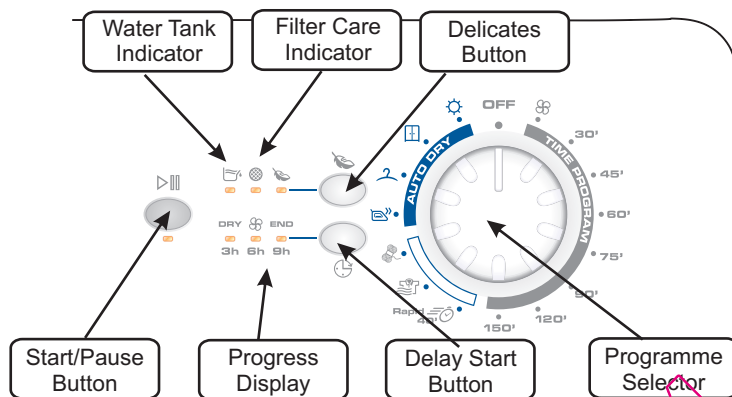 Water Tank
Indicator
Filter Care
Indicator
Delicates
Button
OFF
30'
45'
60'
75'
90'
120'
150'
AUTO DRY
TIME PROGRAM
Rapid
40'
DRY
END
3h
6h
9h
Start/Pause
Button
Progress
Display
Delay Start
Button
Programme
Selector